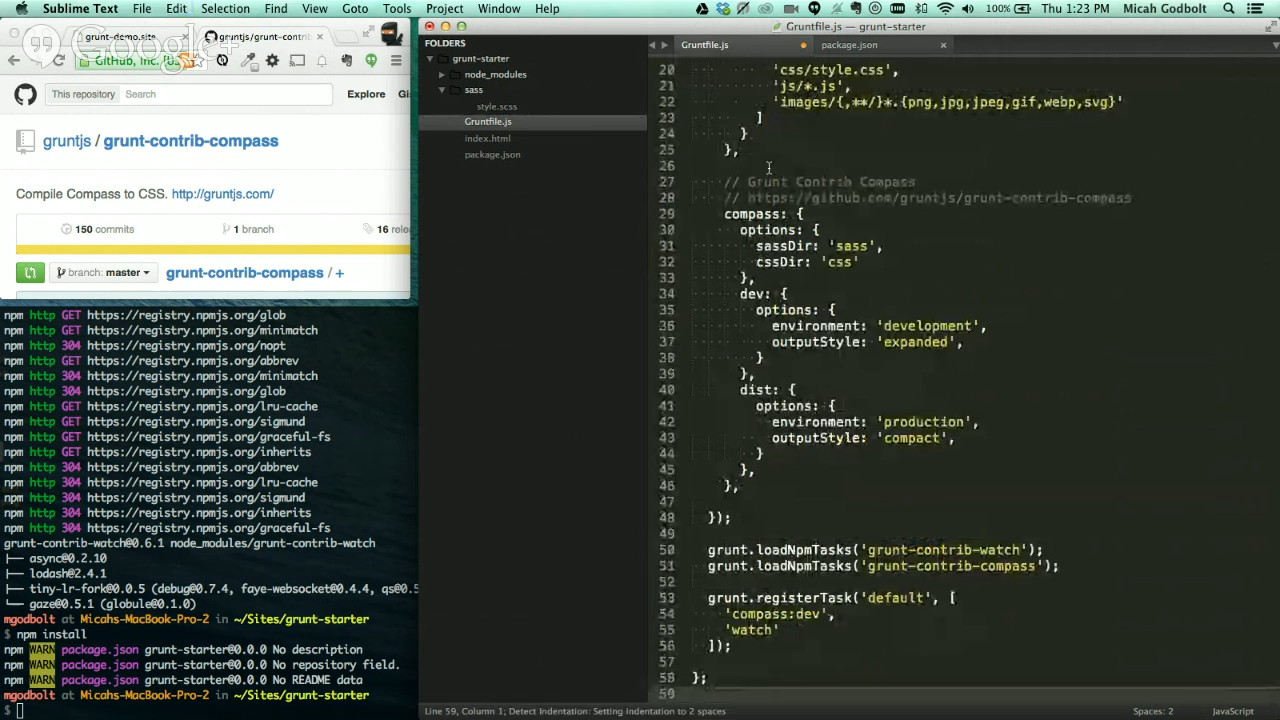 Sublime Text File Edit Selection Find View Goto Tools Project Window Help 100% Thu 1:23 PM Micah Godbolt
grunt-demo.site
gruntjs/grunt-contri
Google+
GitHub, Inc. [US]
This repository Search Explore
gruntjs / grunt-contrib-compass
Compile Compass to CSS. http://gruntjs.com/
150 commits 1 branch 16 relea
branch: master grunt-contrib-compass / +
npm http GET https://registry.npmjs.org/glob
npm http GET https://registry.npmjs.org/minimatch
npm http 304 https://registry.npmjs.org/nopt
npm http GET https://registry.npmjs.org/abbrev
npm http 304 https://registry.npmjs.org/minimatch
npm http 304 https://registry.npmjs.org/glob
npm http GET https://registry.npmjs.org/lru-cache
npm http GET https://registry.npmjs.org/sigmund
npm http GET https://registry.npmjs.org/graceful-fs
npm http GET https://registry.npmjs.org/inherits
npm http 304 https://registry.npmjs.org/abbrev
npm http 304 https://registry.npmjs.org/lru-cache
npm http 304 https://registry.npmjs.org/sigmund
npm http 304 https://registry.npmjs.org/inherits
npm http 304 https://registry.npmjs.org/graceful-fs
grunt-contrib-watch@0.6.1 node_modules/grunt-contrib-watch
├── async@0.2.10
├── lodash@2.4.1
├── tiny-lr-fork@0.0.5 (debug@0.7.4, faye-websocket@0.4.4, qs@0.5
└── gaze@0.5.1 (globule@0.1.0)
mgodbolt at Micahs-MacBook-Pro-2 in ~/Sites/grunt-starter
$ npm install
npm WARN package.json grunt-starter@0.0.0 No description
npm WARN package.json grunt-starter@0.0.0 No repository field.
npm WARN package.json grunt-starter@0.0.0 No README data
mgodbolt at Micahs-MacBook-Pro-2 in ~/Sites/grunt-starter
$
Gruntfile.js — grunt-starter
FOLDERS
grunt-starter
node_modules
sass
style.scss
Gruntfile.js
index.html
package.json
Gruntfile.js package.json
20 'css/style.css',
21 'js/*.js',
22 'images/{,**/}*.{png,jpg,jpeg,gif,webp,svg}'
23 ]
24 }
25 },
26
27 // Grunt Contrib Compass
28 // https://github.com/gruntjs/grunt-contrib-compass
29 compass: {
30 options: {
31 sassDir: 'sass',
32 cssDir: 'css'
33 },
34 dev: {
35 options: {
36 environment: 'development',
37 outputStyle: 'expanded',
38 }
39 },
40 dist: {
41 options: {
42 environment: 'production',
43 outputStyle: 'compact',
44 }
45 },
46 },
47
48 });
49
50 grunt.loadNpmTasks('grunt-contrib-watch');
51 grunt.loadNpmTasks('grunt-contrib-compass');
52
53 grunt.registerTask('default', [
54 'compass:dev',
55 'watch'
56 ]);
57
58 };
59
Line 59, Column 1; Detect Indentation: Setting indentation to 2 spaces Spaces: 2 JavaScript